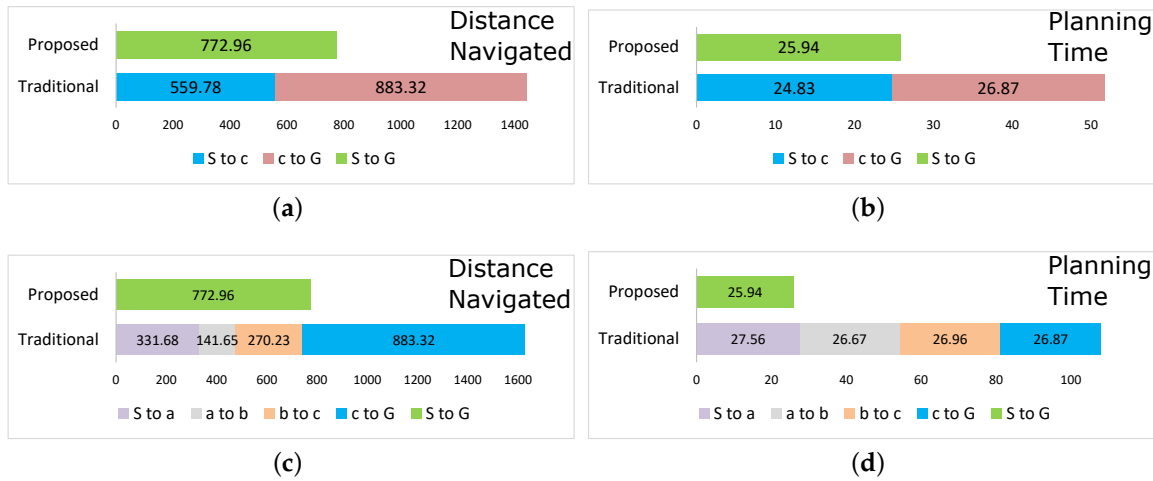 Distance
Navigated
Proposed
772.96
Traditional
559.78
883.32
0 200 400 600 800 1000 1200 1400
S to c c to G S to G
(a)
Planning
Time
Proposed
25.94
Traditional
24.83
26.87
0 10 20 30 40 50
S to c c to G S to G
(b)
Distance
Navigated
Proposed
772.96
Traditional
331.68 141.65 270.23 883.32
0 200 400 600 800 1000 1200 1400 1600
S to a a to b b to c c to G S to G
(c)
Planning
Time
Proposed
25.94
Traditional
27.56 26.67 26.96 26.87
0 20 40 60 80 100
S to a a to b b to c c to G S to G
(d)